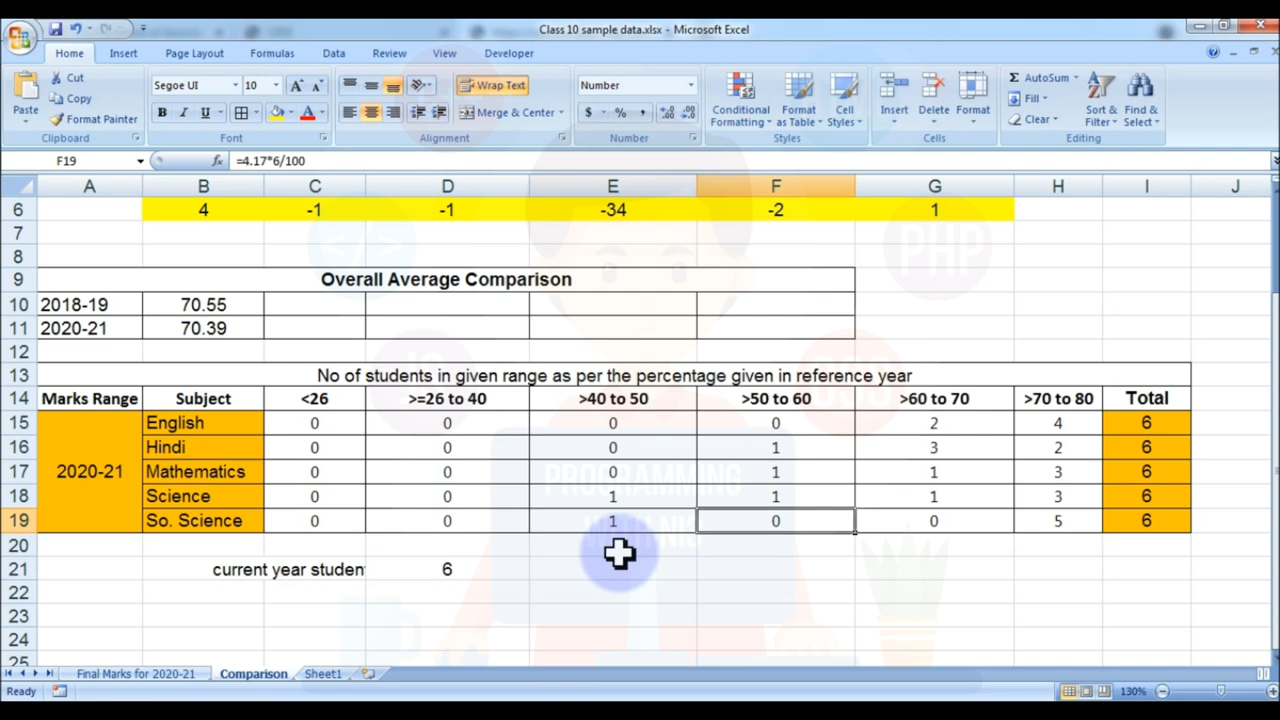 Class 10 sample data.xlsx - Microsoft Excel
Home Insert Page Layout Formulas Data Review View Developer
Cut
Copy
Format Painter
Paste
Clipboard
Segoe UI 10
B I U
Font
Wrap Text
Merge & Center
Alignment
Number
$ % ,
Number
Conditional Formatting
Format as Table
Cell Styles
Styles
Insert Delete Format
Cells
AutoSum
Fill
Clear
Sort & Filter
Find & Select
Editing
F19 fx =4.17*6/100
A B C D E F G H I J
6 4 -1 -1 -34 -2 1
7
8
9 Overall Average Comparison
10 2018-19 70.55
11 2020-21 70.39
12
13 No of students in given range as per the percentage given in reference year
14 Marks Range Subject <26 >=26 to 40 >40 to 50 >50 to 60 >60 to 70 >70 to 80 Total
15 English 0 0 0 0 2 4 6
16 Hindi 0 0 0 1 3 2 6
17 2020-21 Mathematics 0 0 0 1 1 3 6
18 Science 0 0 1 1 1 3 6
19 So. Science 0 0 1 0 0 5 6
20
21 current year studen 6
22
23
24
25
PHP
PROGRAMMING
Final Marks for 2020-21 Comparison Sheet1
Ready 130%